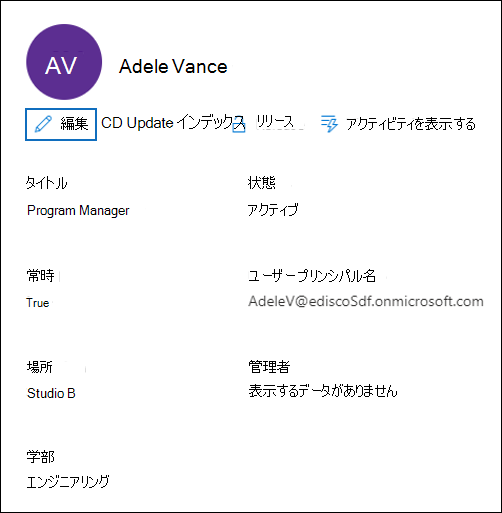 AV
Adele Vance
編集 CD Update インデックス リリース アクティビティを表示する
タイトル 状態
Program Manager アクティブ
常時 ユーザープリンシパル名
True AdeleV@ediscoSdf.onmicrosoft.com
場所 管理者
Studio B 表示するデータがありません
学部
エンジニアリング